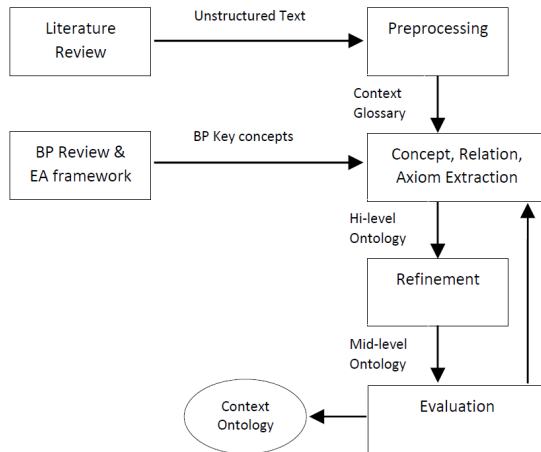 Literature
Review
Unstructured Text
Preprocessing
Context
Glossary
BP Review &
EA framework
BP Key concepts
Concept, Relation,
Axiom Extraction
Hi-level
Ontology
Refinement
Mid-level
Ontology
Evaluation
Context
Ontology